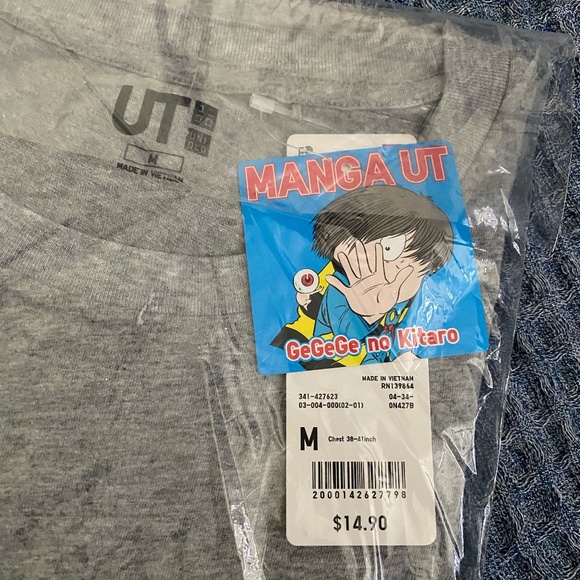 UT
M
MADE IN VIETNAM
MANGA UT
GeGeGe no Kitaro
MADE IN VIETNAM
RN139664
341-427623 04-34-
03-004-000(02-01) 0N427B
M Chest 38-41inch
2000142627798
$14.90